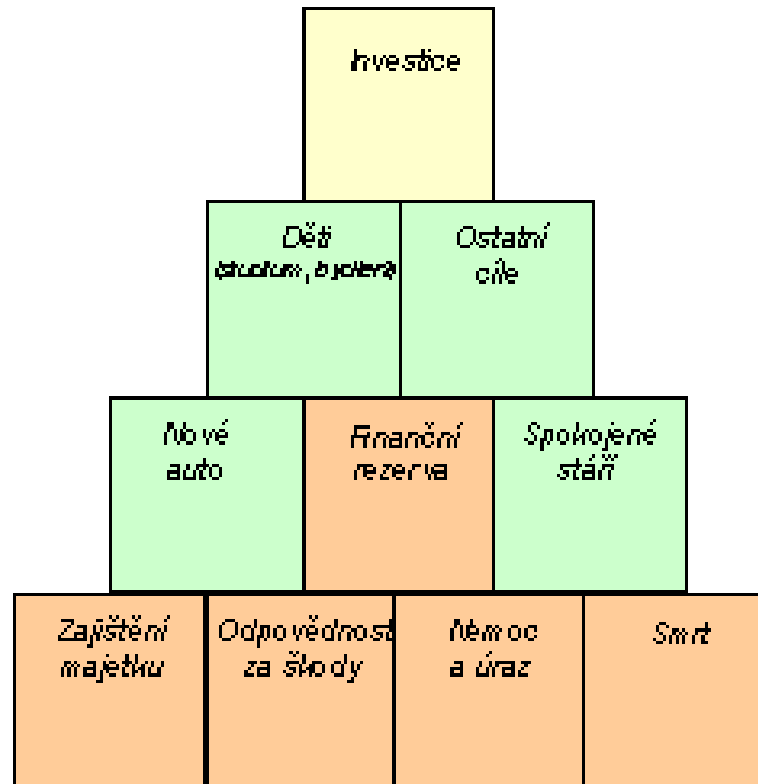 Investice
Děti
(studium, bydlení)
Ostatní
cíle
Nové
auto
Finanční
rezerva
Spokojené
stáří
Zajištění
majetku
Odpovědnost
za škody
Nemoc
a úraz
Smrt